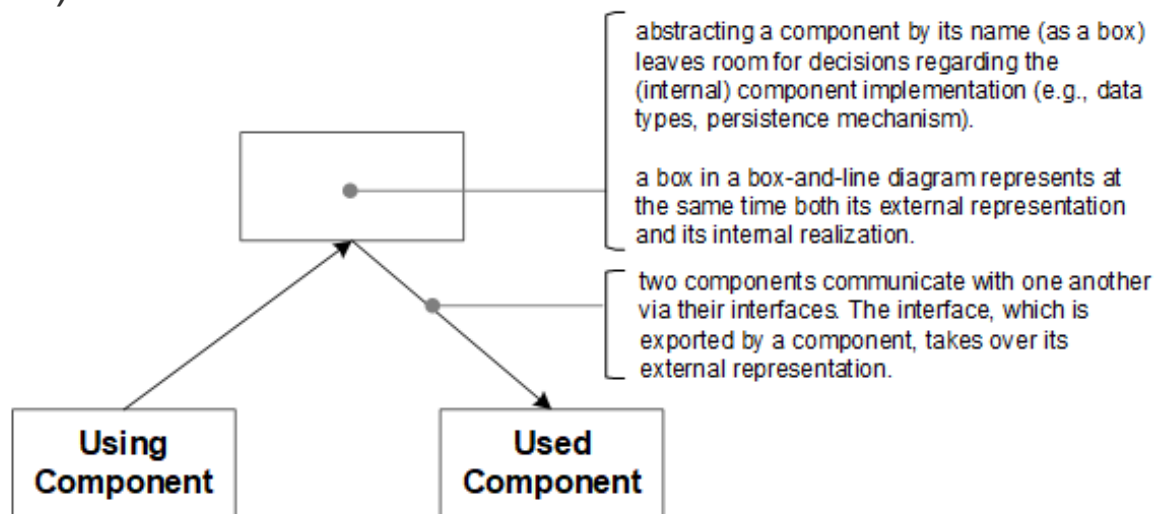 abstracting a component by its name (as a box)
leaves room for decisions regarding the
(internal) component implementation (e.g., data
types, persistence mechanism).
a box in a box-and-line diagram represents at
the same time both its external representation
and its internal realization.
two components communicate with one another
via their interfaces. The interface, which is
exported by a component, takes over its
external representation.
Using
Component
Used
Component